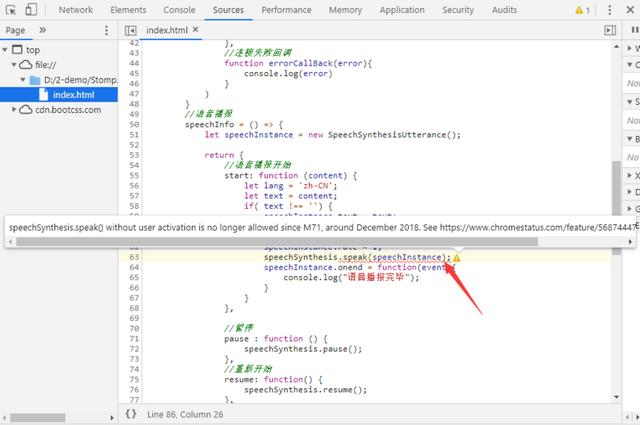 Network Elements Console Sources Performance Memory Application Security Audits 1
Page
index.html
top
file://
D:/2-demo/Stomp.
index.html
cdn.bootcss.com
42 },
43 //连接失败回调
44 function errorCallBack(error){
45 console.log(error)
46 }
47 )
48 }
49 //语音播报
50 speechInfo = () => {
51 let speechInstance = new SpeechSynthesisUtterance();
52
53 return {
54 //语音播报开始
55 start: function (content) {
56 let lang = 'zh-CN';
57 let text = content;
58 if( text !== '') {
speechSynthesis.speak() without user activation is no longer allowed since M71, around December 2018. See https://www.chromestatus.com/feature/56874447
62 speechInstance.rate = 1;
63 speechSynthesis.speak(speechInstance);
64 speechInstance.onend = function(event
65 console.log("语音播报完毕");
66 }
67 }
68 },
69
70 //暂停
71 pause : function () {
72 speechSynthesis.pause();
73 },
74 //重新开始
75 resume: function() {
76 speechSynthesis.resume();
77 },
{} Line 86, Column 26